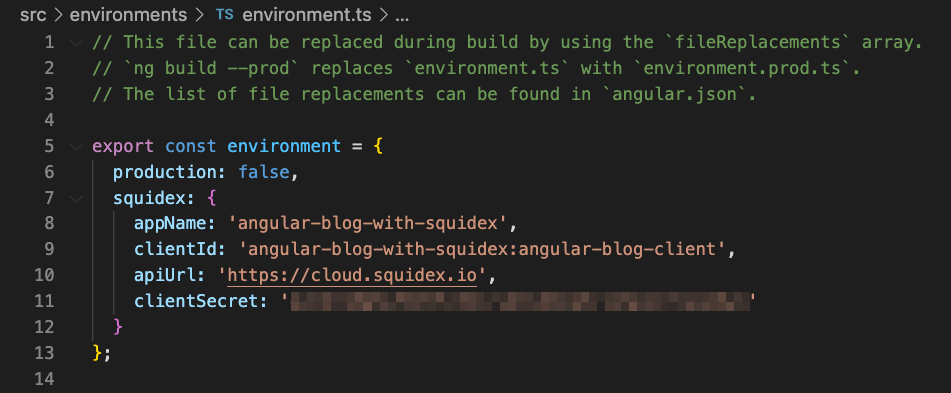 src > environments > TS environment.ts > ...
1 // This file can be replaced during build by using the `fileReplacements` array.
2 // `ng build --prod` replaces `environment.ts` with `environment.prod.ts`.
3 // The list of file replacements can be found in `angular.json`.
4
5 export const environment = {
6 production: false,
7 squidex: {
8 appName: 'angular-blog-with-squidex',
9 clientId: 'angular-blog-with-squidex:angular-blog-client',
10 apiUrl: 'https://cloud.squidex.io',
11 clientSecret: ' '
12 }
13 };
14